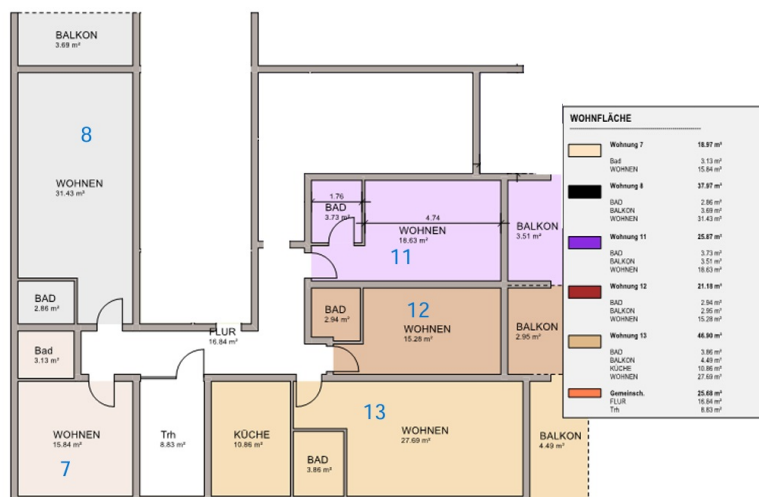 BALKON
3.69 m²
8
WOHNEN
31.43 m²
BAD
2.86 m²
Bad
3.13 m²
WOHNEN
15.84 m²
7
Trh
8.83 m²
FLUR
16.84 m²
KÜCHE
10.86 m²
BAD
3.86 m²
13
WOHNEN
27.69 m²
BALKON
4.49 m²
1.76
BAD
3.73 m²
4.74
WOHNEN
18.63 m²
11
BALKON
3.51 m²
BAD
2.94 m²
12
WOHNEN
15.28 m²
BALKON
2.95 m²
WOHNFLÄCHE
Wohnung 7 18.97 m²
Bad 3.13 m²
WOHNEN 15.84 m²
Wohnung 8 37.97 m²
BAD 2.86 m²
BALKON 3.69 m²
WOHNEN 31.43 m²
Wohnung 11 25.87 m²
BAD 3.73 m²
BALKON 3.51 m²
WOHNEN 18.63 m²
Wohnung 12 21.18 m²
BAD 2.94 m²
BALKON 2.95 m²
WOHNEN 15.28 m²
Wohnung 13 46.90 m²
BAD 3.86 m²
BALKON 4.49 m²
KÜCHE 10.86 m²
WOHNEN 27.69 m²
Gemeinsch. 25.68 m²
FLUR 16.84 m²
Trh 8.83 m²